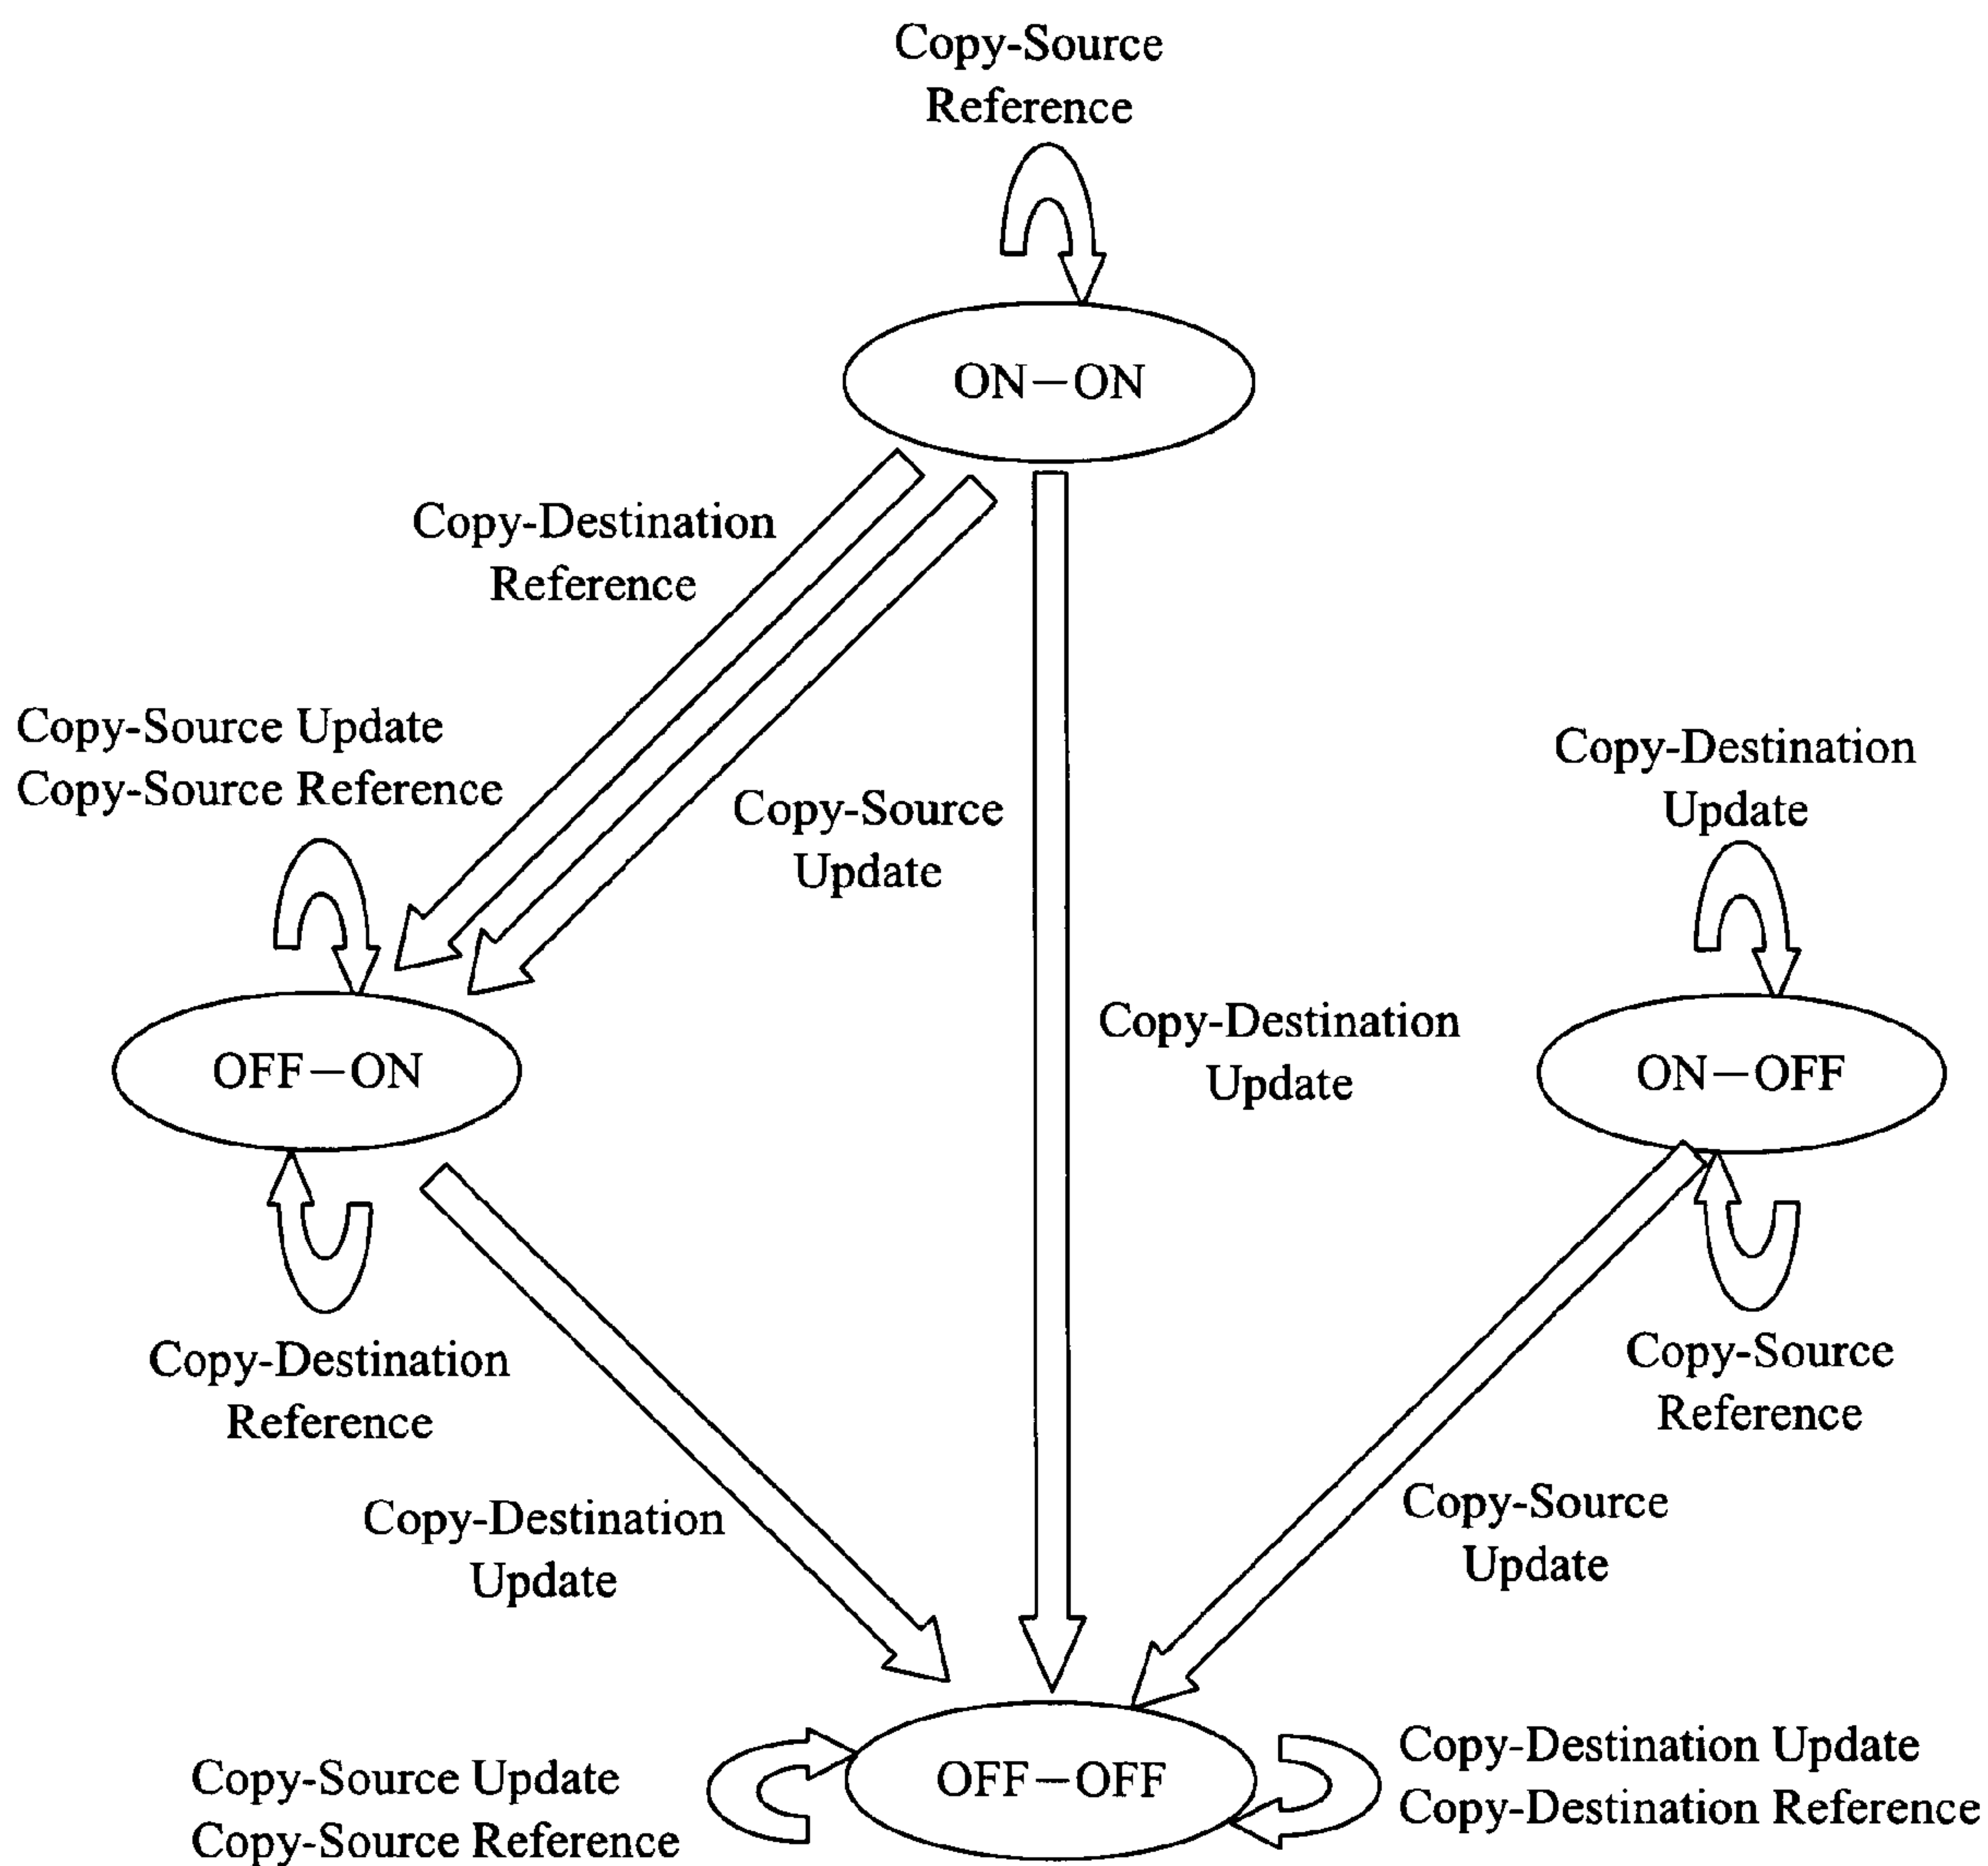 Copy-Source
Reference
ON—ON
Copy-Destination
Reference
Copy-Source Update
Copy-Source Reference
Copy-Source
Update
Copy-Destination
Update
OFF—ON
Copy-Destination
Update
ON—OFF
Copy-Destination
Reference
Copy-Source
Reference
Copy-Destination
Update
Copy-Source
Update
Copy-Source Update
Copy-Source Reference
OFF—OFF
Copy-Destination Update
Copy-Destination Reference